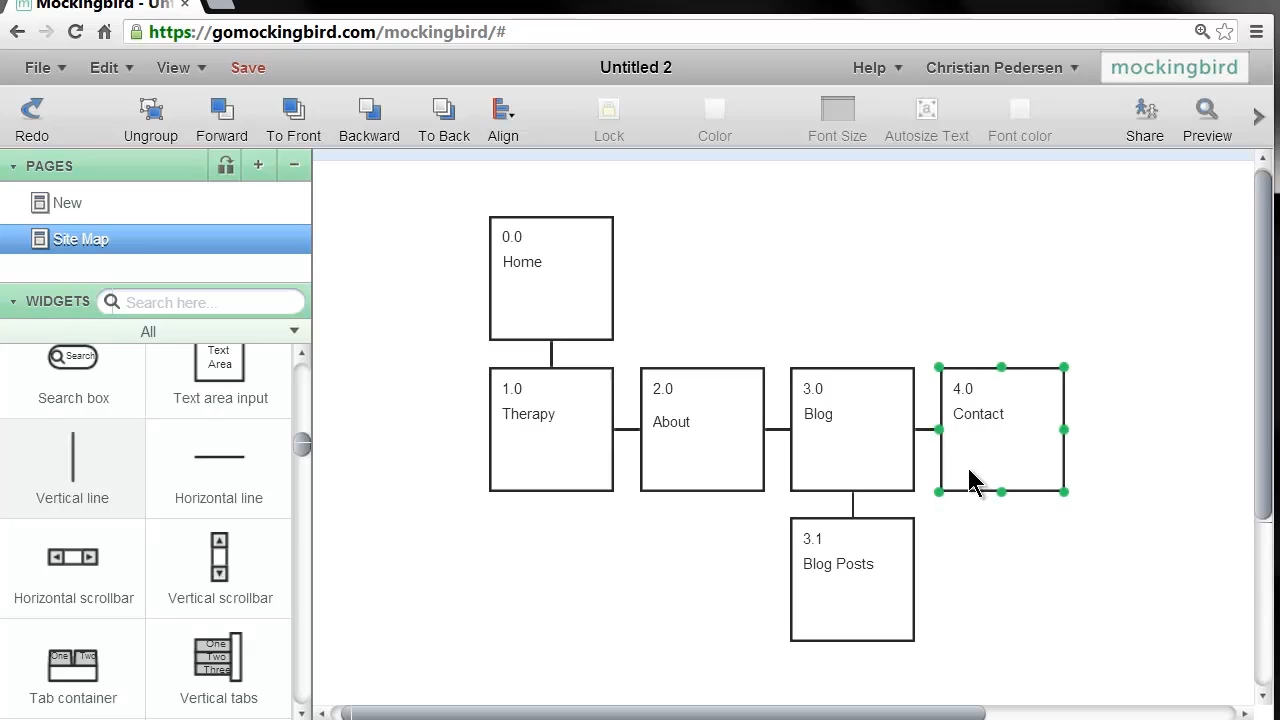 Mockingbird - Unt
https://gomockingbird.com/mockingbird/#
File Edit View Save Untitled 2 Help Christian Pedersen mockingbird
Redo Ungroup Forward To Front Backward To Back Align Lock Color Font Size Autosize Text Font color Share Preview
PAGES
New
Site Map
WIDGETS Search here...
All
Search
Text
Area
Search box Text area input
Vertical line Horizontal line
Horizontal scrollbar Vertical scrollbar
One Two
One
Two
Three
Tab container Vertical tabs
0.0
Home
1.0
Therapy
2.0
About
3.0
Blog
4.0
Contact
3.1
Blog Posts